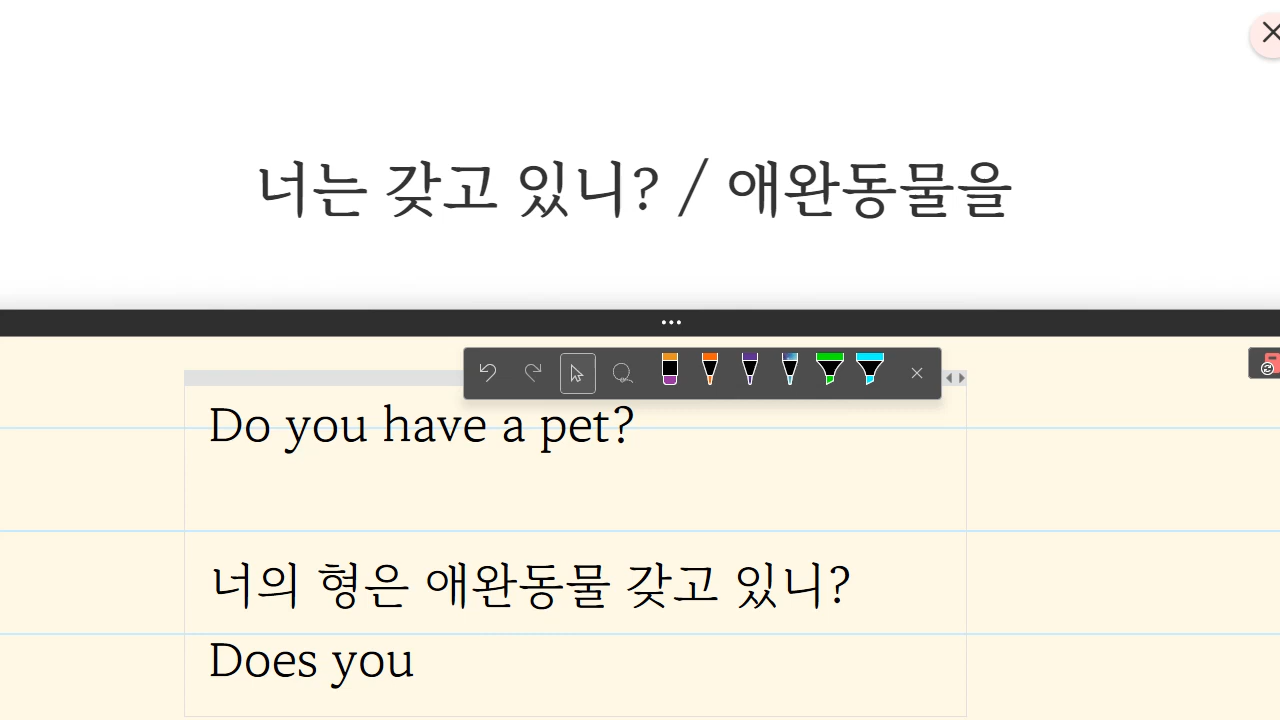 너는 갖고 있니? / 애완동물을
Do you have a pet?
너의 형은 애완동물 갖고 있니?
Does you